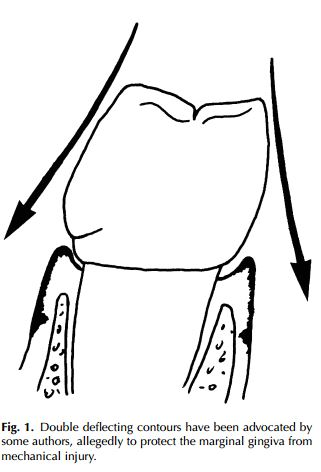 Fig. 1. Double deflecting contours have been advocated by
some authors, allegedly to protect the marginal gingiva from
mechanical injury.